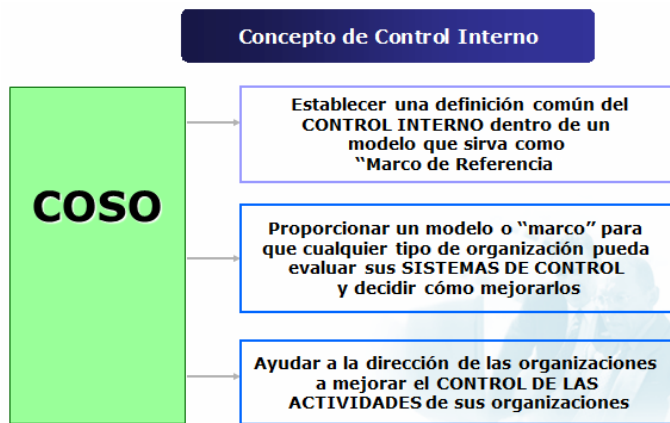 Concepto de Control Interno
COSO
Establecer una definición común del
CONTROL INTERNO dentro de un
modelo que sirva como
“Marco de Referencia
Proporcionar un modelo o “marco” para
que cualquier tipo de organización pueda
evaluar sus SISTEMAS DE CONTROL
y decidir cómo mejorarlos
Ayudar a la dirección de las organizaciones
a mejorar el CONTROL DE LAS
ACTIVIDADES de sus organizaciones